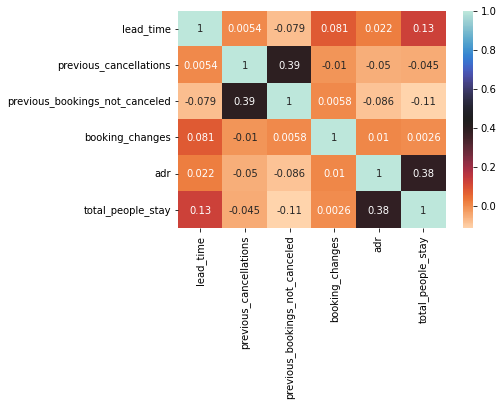 lead_time 1 0.0054 -0.079 0.081 0.022 0.13
previous_cancellations 0.0054 1 0.39 -0.01 -0.05 -0.045
previous_bookings_not_canceled -0.079 0.39 1 0.0058 -0.086 -0.11
booking_changes 0.081 -0.01 0.0058 1 0.01 0.0026
adr 0.022 -0.05 -0.086 0.01 1 0.38
total_people_stay 0.13 -0.045 -0.11 0.0026 0.38 1
lead_time
previous_cancellations
previous_bookings_not_canceled
booking_changes
adr
total_people_stay
1.0
0.8
0.6
0.4
0.2
0.0